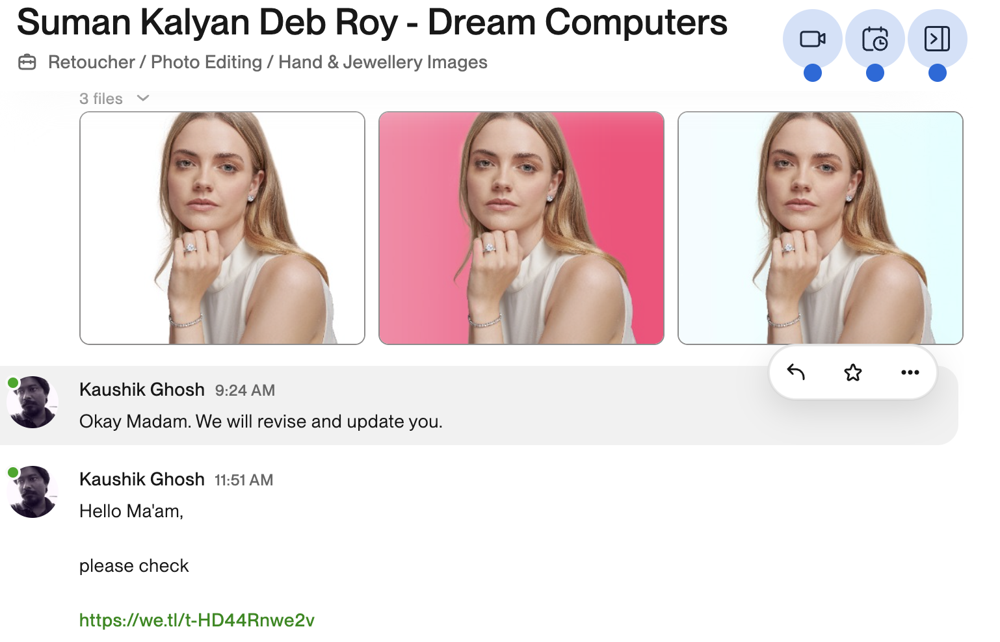 Suman Kalyan Deb Roy - Dream Computers
Retoucher / Photo Editing / Hand & Jewellery Images
3 files
Kaushik Ghosh 9:24 AM
Okay Madam. We will revise and update you.
Kaushik Ghosh 11:51 AM
Hello Ma'am,
please check
https://we.tl/t-HD44Rnwe2v